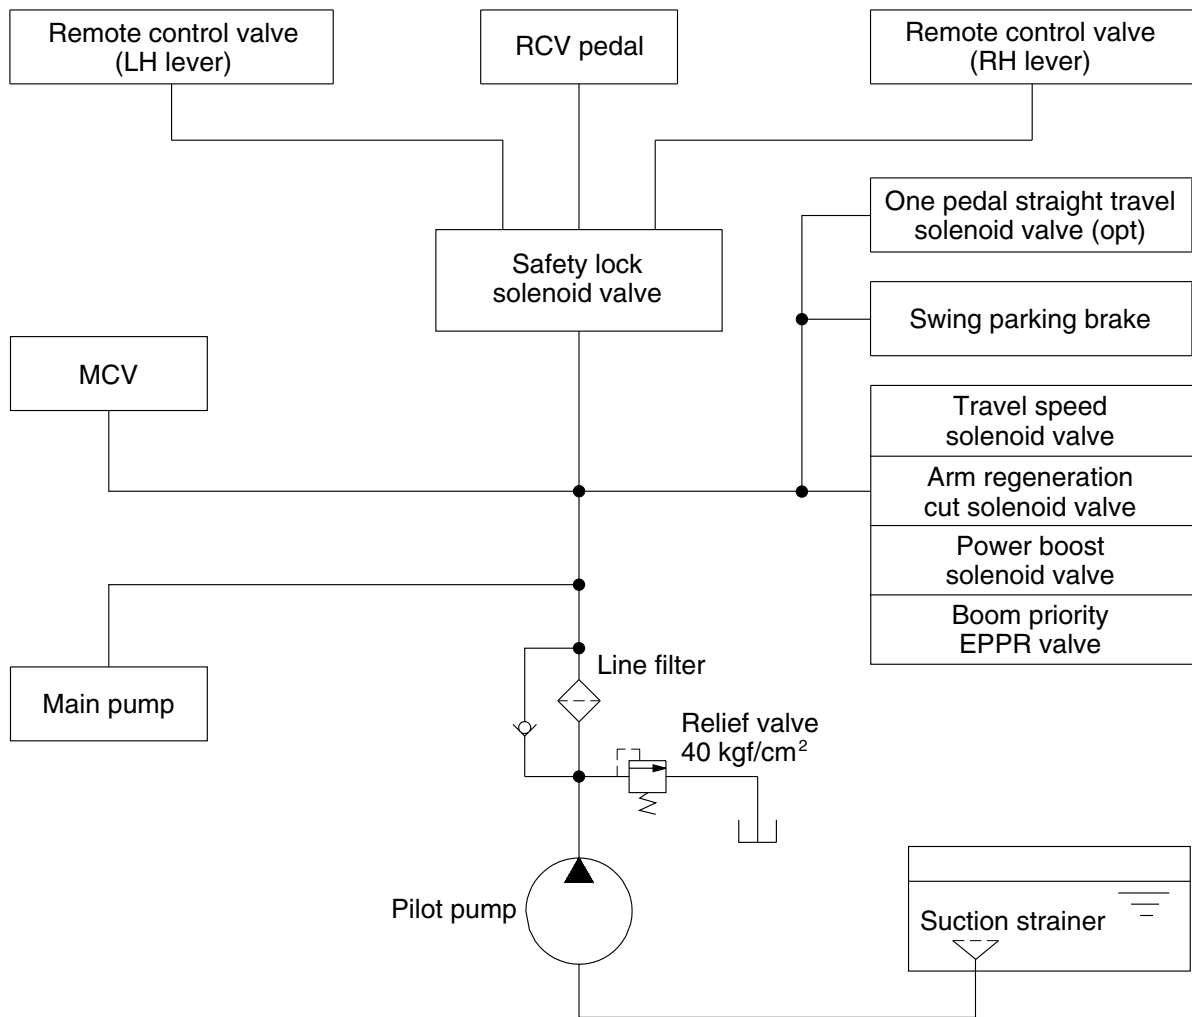 Remote control valve
(LH lever)
RCV pedal
Remote control valve
(RH lever)
One pedal straight travel
solenoid valve (opt)
Safety lock
solenoid valve
Swing parking brake
MCV
Travel speed
solenoid valve
Arm regeneration
cut solenoid valve
Power boost
solenoid valve
Boom priority
EPPR valve
Line filter
Main pump
Relief valve
40 kgf/cm²
Pilot pump
Suction strainer